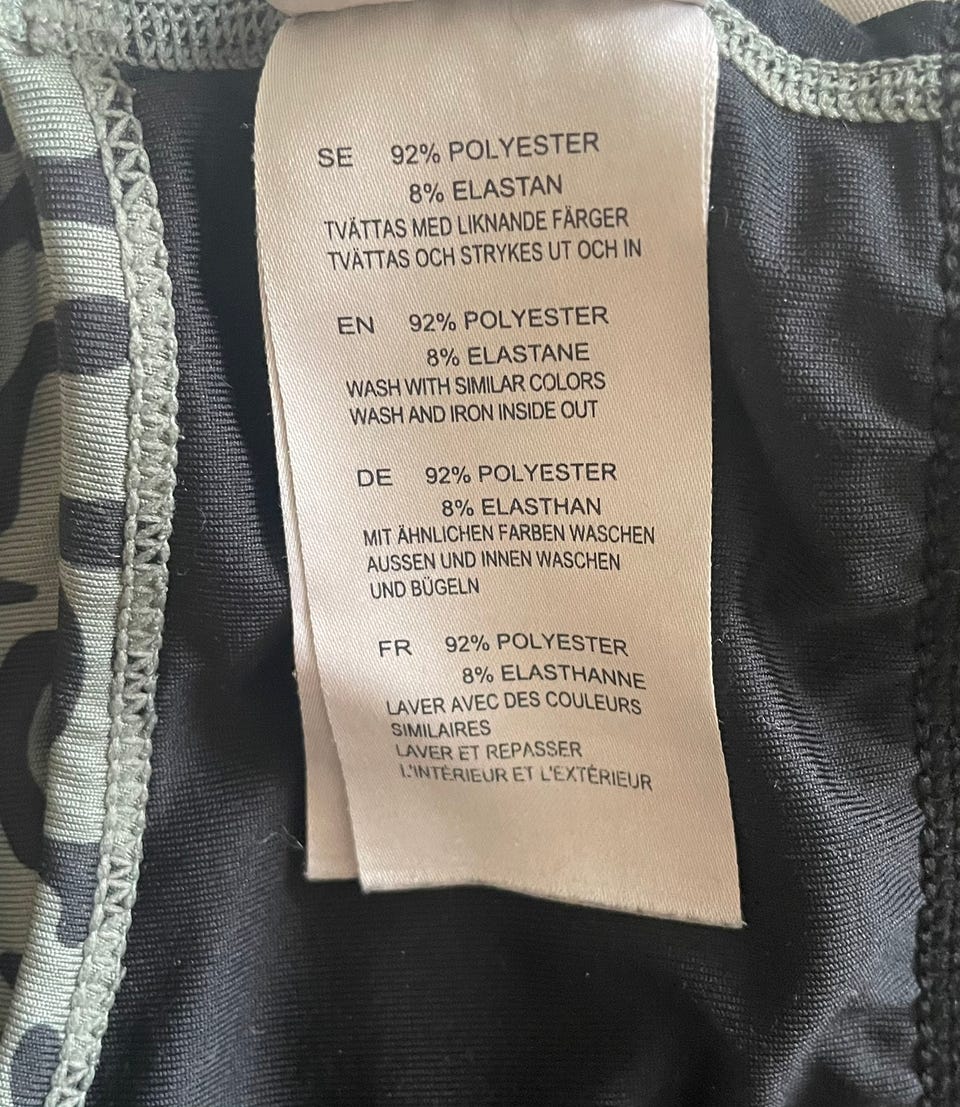 SE 92% POLYESTER
8% ELASTAN
TVÄTTAS MED LIKNANDE FÄRGER
TVÄTTAS OCH STRYKES UT OCH IN
EN 92% POLYESTER
8% ELASTANE
WASH WITH SIMILAR COLORS
WASH AND IRON INSIDE OUT
DE 92% POLYESTER
8% ELASTHAN
MIT ÄHNLICHEN FARBEN WASCHEN
AUSSEN UND INNEN WASCHEN
UND BÜGELN
FR 92% POLYESTER
8% ELASTHANNE
LAVER AVEC DES COULEURS
SIMILAIRES
LAVER ET REPASSER
L'INTÉRIEUR ET L'EXTÉRIEUR